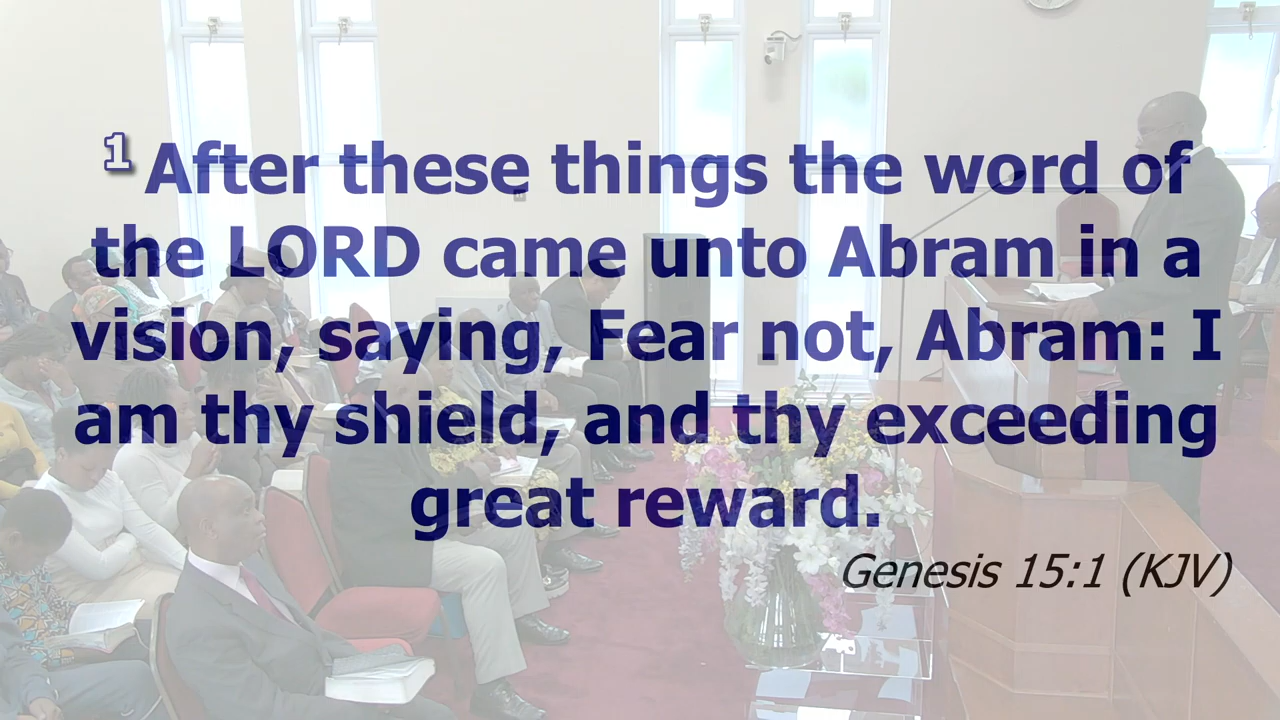 1 After these things the word of
the LORD came unto Abram in a
vision, saying, Fear not, Abram: I
am thy shield, and thy exceeding
great reward.
Genesis 15:1 (KJV)